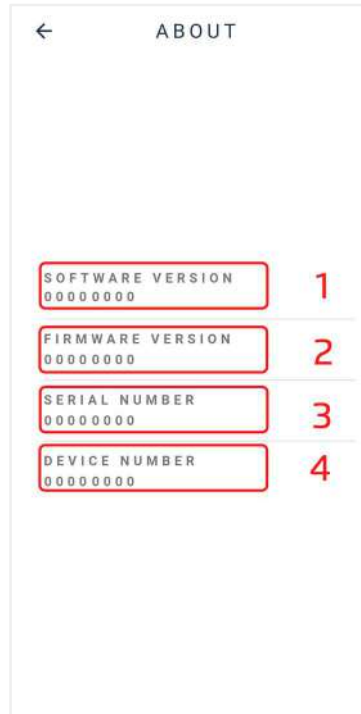 ABOUT
SOFTWARE VERSION
00000000
1
FIRMWARE VERSION
00000000
2
SERIAL NUMBER
00000000
3
DEVICE NUMBER
00000000
4